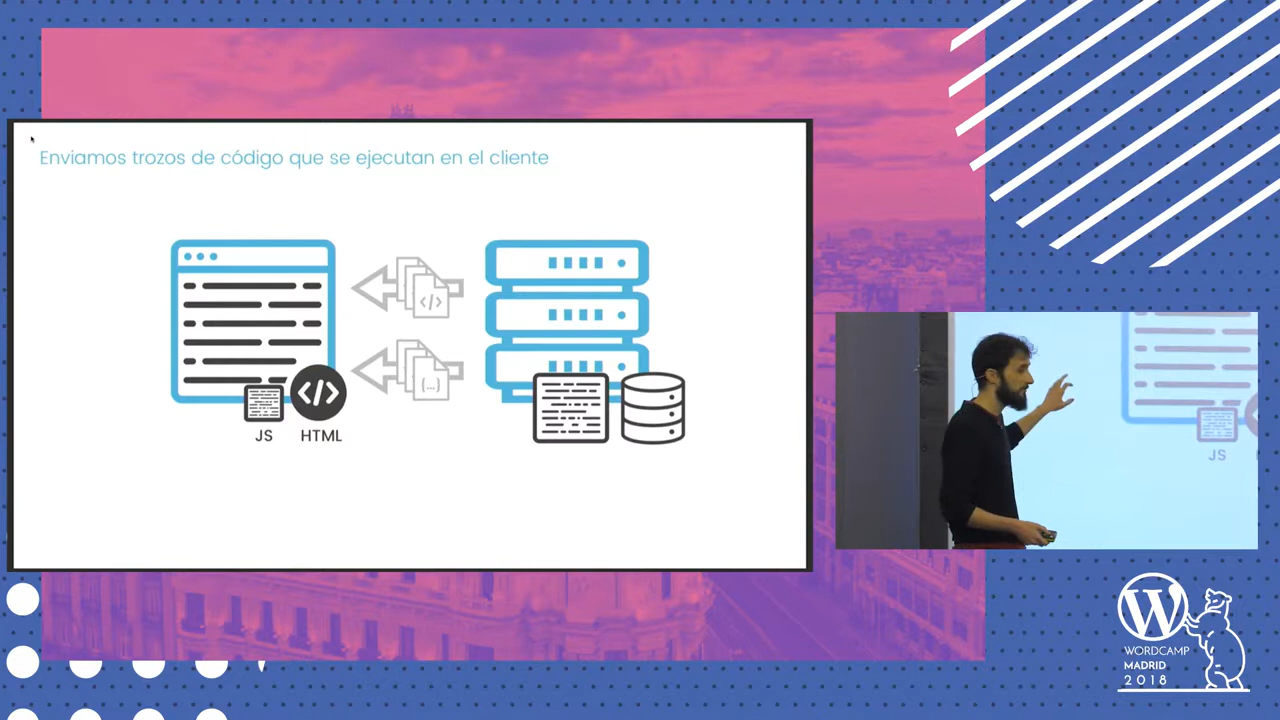 Enviamos trozos de código que se ejecutan en el cliente
</>
{...}
</>
JS
HTML
JS
W
WORDCAMP
MADRID
2018